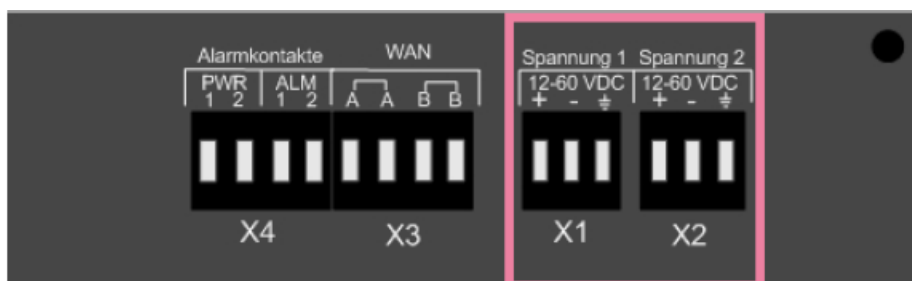 Alarmkontakte WAN Spannung 1 Spannung 2
PWR ALM 12-60 VDC 12-60 VDC
1 2 1 2 A A B B + - ⏚ + - ⏚
X4 X3 X1 X2